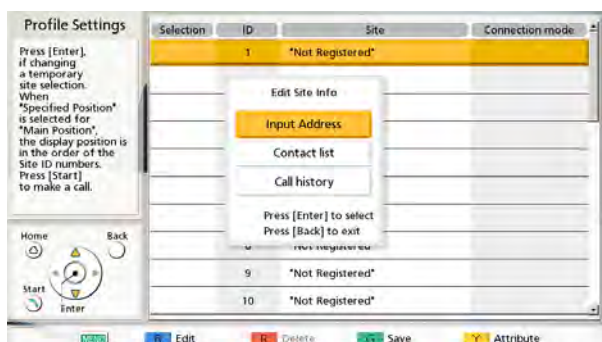 Profile Settings
Press [Enter],
if changing
a temporary
site selection.
When
"Specified Position"
is selected for
"Main Position",
the display position is
in the order of the
Site ID numbers.
Press [Start]
to make a call.
Home
Back
Start
Enter
Selection ID Site Connection mode
1 "Not Registered"
Edit Site Info
Input Address
Contact list
Call history
Press [Enter] to select
Press [Back] to exit
8 "Not Registered"
9 "Not Registered"
10 "Not Registered"
MENU B Edit R Delete G Save Y Attribute